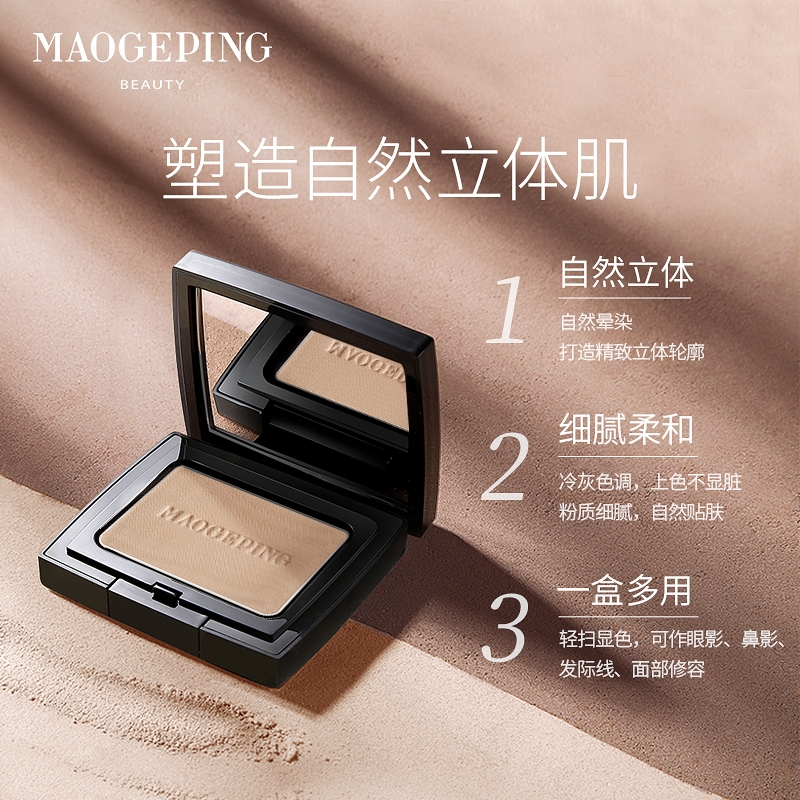 MAOGEPING
BEAUTY
塑造自然立体肌
1
自然立体
自然晕染
打造精致立体轮廓
2
细腻柔和
冷灰色调，上色不显脏
粉质细腻，自然贴肤
3
一盒多用
轻扫显色，可作眼影、鼻影、
发际线、面部修容
MAOGEPING